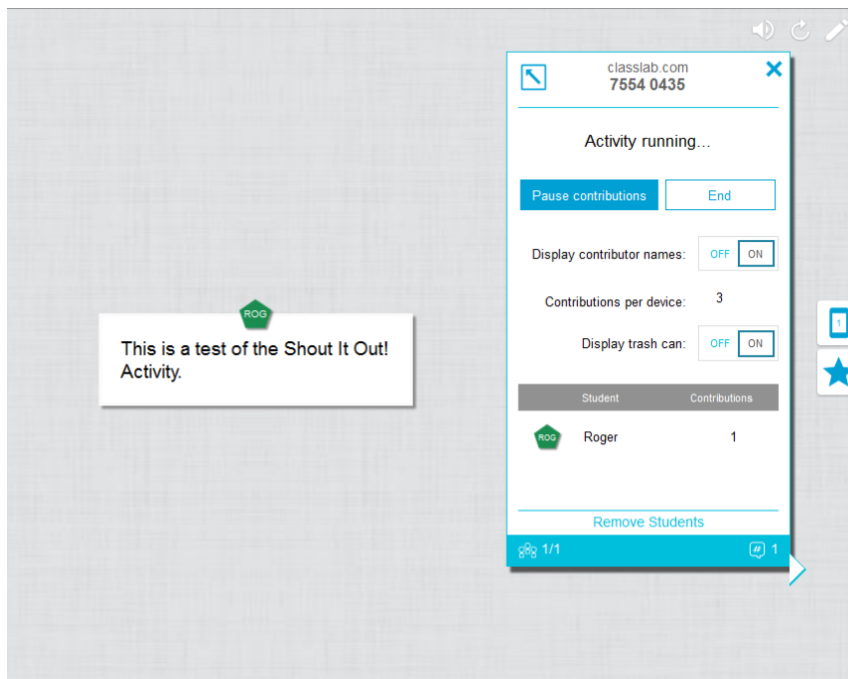 classlab.com
7554 0435
Activity running...
Pause contributions End
Display contributor names: OFF ON
Contributions per device: 3
Display trash can: OFF ON
Student Contributions
ROG Roger 1
Remove Students
1/1 # 1
ROG
This is a test of the Shout It Out!
Activity.
1